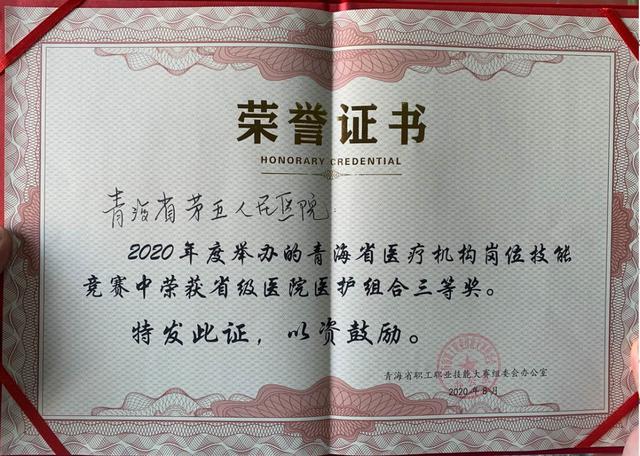 荣誉证书
HONORARY CREDENTIAL
青海省第五人民医院:
2020年度举办的青海省医疗机构岗位技能
竞赛中荣获省级医院医护组合三等奖。
特发此证，以资鼓励。
青海省职工职业技能大赛组委会办公室
2020年8月